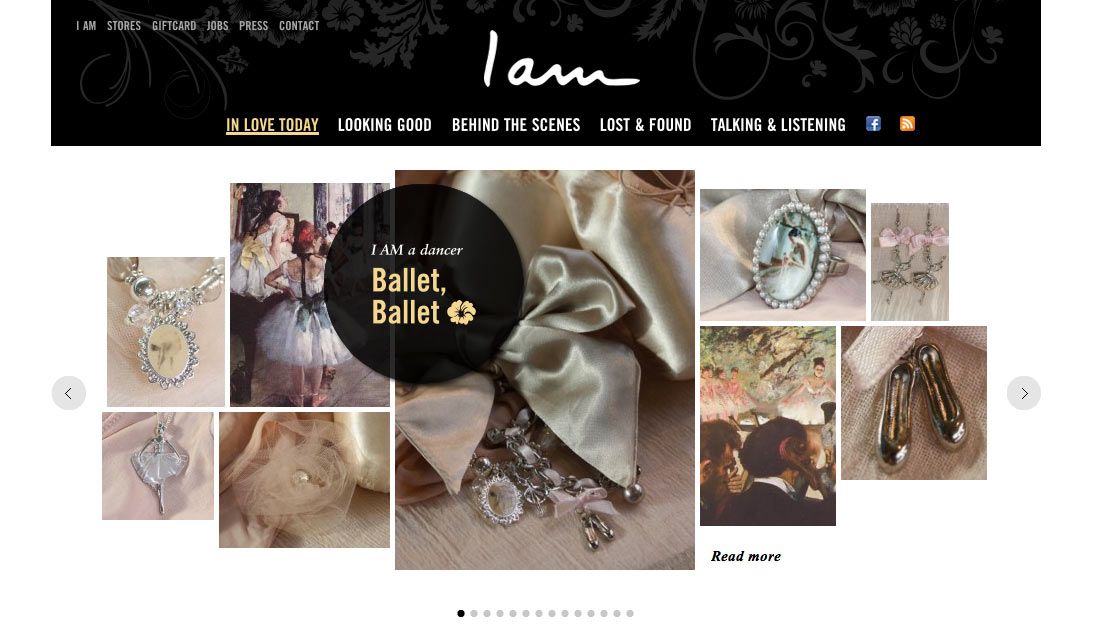 I AM STORES GIFTCARD JOBS PRESS CONTACT
I am
IN LOVE TODAY LOOKING GOOD BEHIND THE SCENES LOST & FOUND TALKING & LISTENING
I AM a dancer
Ballet,
Ballet
Read more